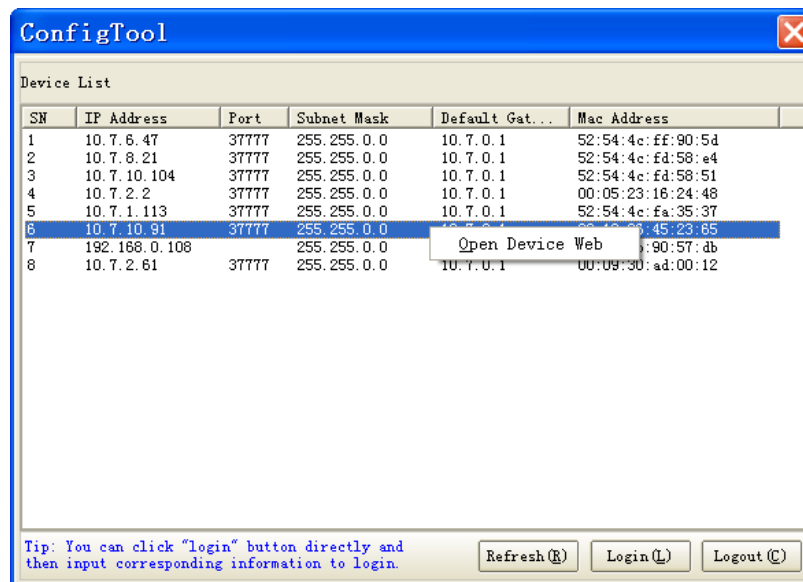 ConfigTool
Device List
SN IP Address Port Subnet Mask Default Gat... Mac Address
1 10.7.6.47 37777 255.255.0.0 10.7.0.1 52:54:4c:ff:90:5d
2 10.7.8.21 37777 255.255.0.0 10.7.0.1 52:54:4c:fd:58:e4
3 10.7.10.104 37777 255.255.0.0 10.7.0.1 52:54:4c:fd:58:51
4 10.7.2.2 37777 255.255.0.0 10.7.0.1 00:05:23:16:24:48
5 10.7.1.113 37777 255.255.0.0 10.7.0.1 52:54:4c:fa:35:37
6 10.7.10.91 37777 255.255.0.0 :45:23:65
Open Device Web
7 192.168.0.108 255.255.0.0 :90:57:db
8 10.7.2.61 37777 255.255.0.0 10.7.0.1 00:09:30:ad:00:12
Tip: You can click "login" button directly and
then input corresponding information to login.
Refresh(R) Login(L) Logout(C)